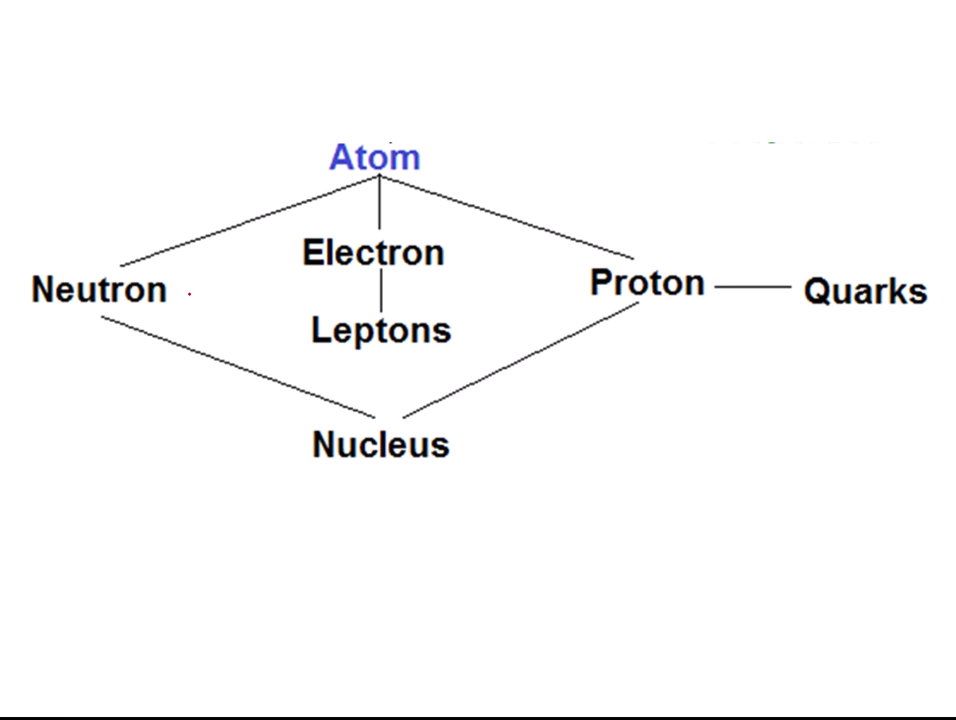 Atom
Electron
Neutron
Proton
Quarks
Leptons
Nucleus